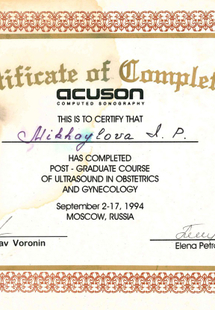 tificate of Complet
acuson
COMPUTED SONOGRAPHY
THIS IS TO CERTIFY THAT
Mikhaylova I. P.
HAS COMPLETED
POST - GRADUATE COURSE
OF ULTRASOUND IN OBSTETRICS
AND GYNECOLOGY
September 2-17, 1994
MOSCOW, RUSSIA
av Voronin
Elena Petro